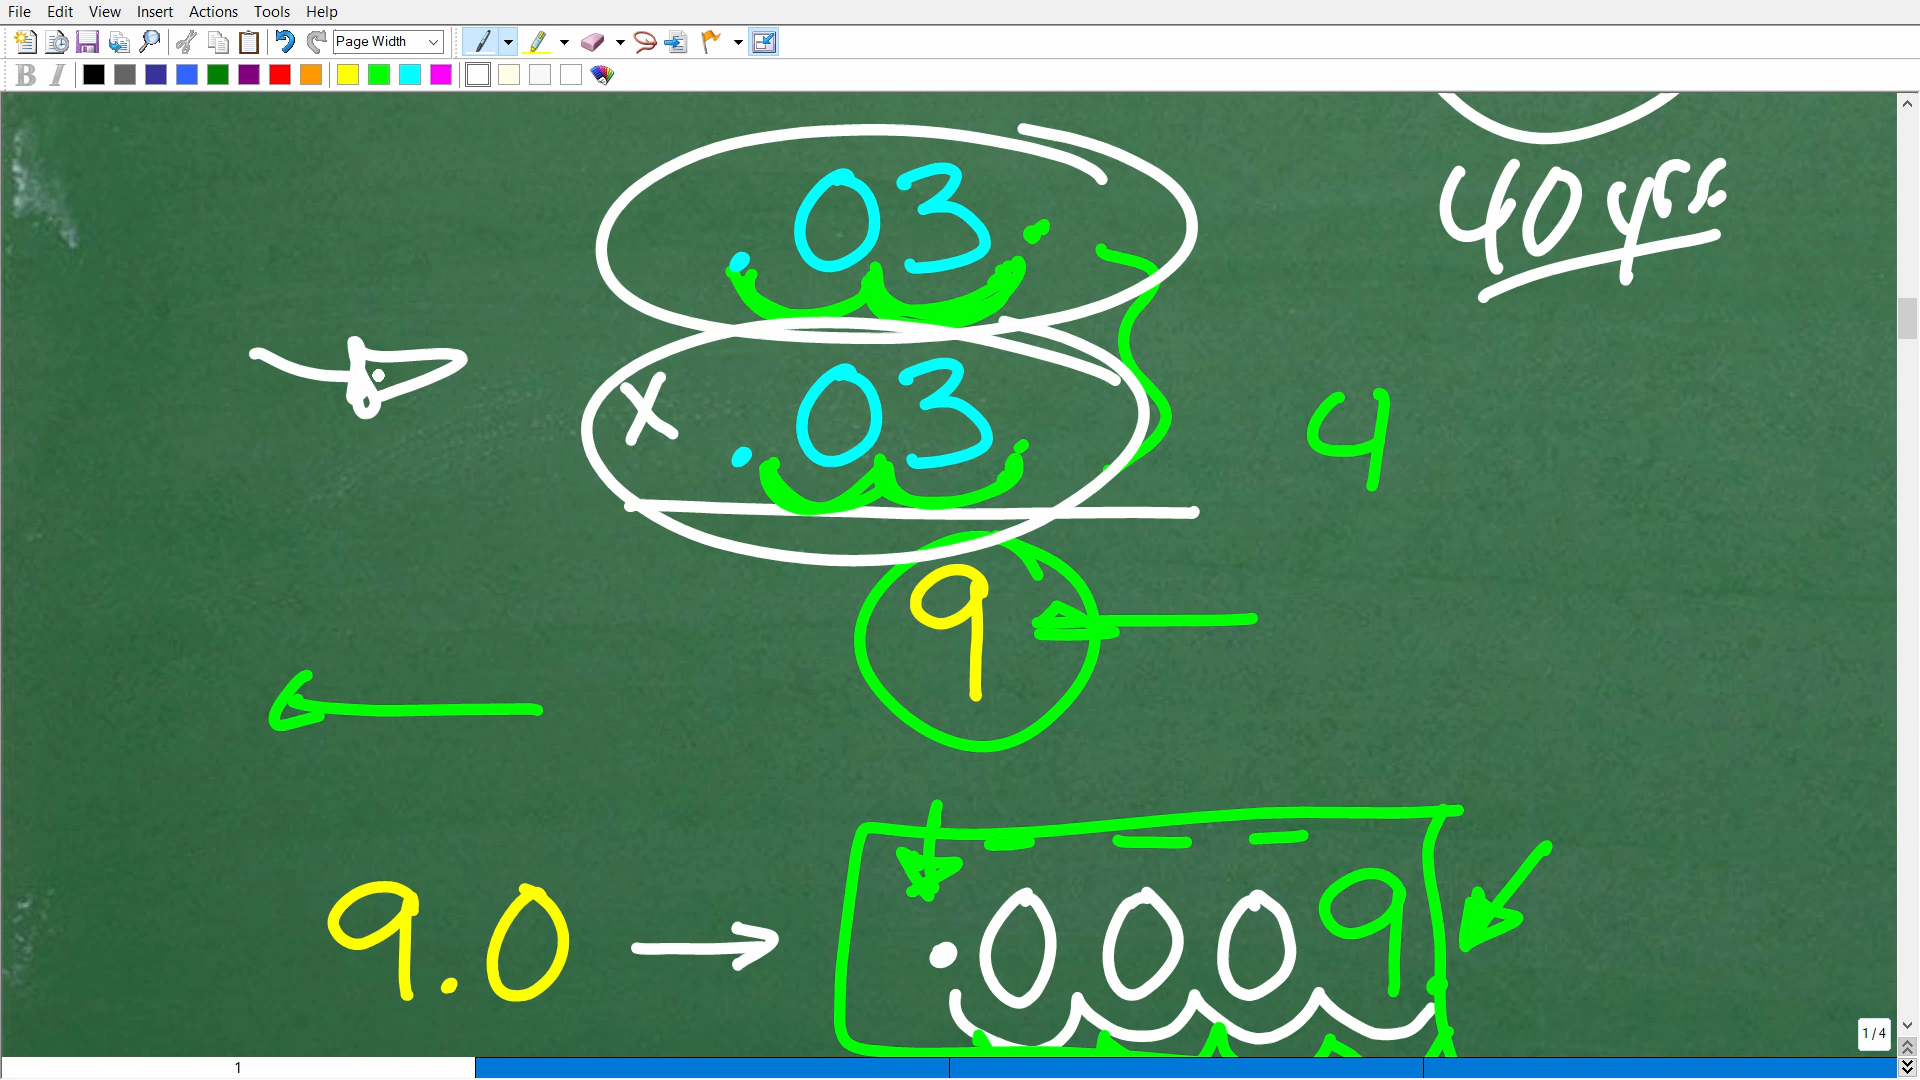 File Edit View Insert Actions Tools Help
Page Width
B I
.03.
40 yrs.
x .03.
4
9
9.0 → .0009.
1 / 4
1